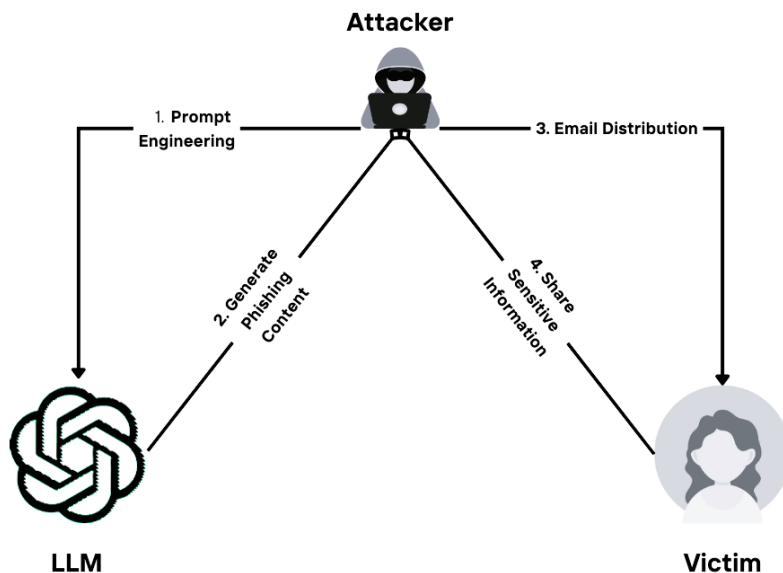 Attacker
1. Prompt
Engineering
3. Email Distribution
2. Generate
Phishing
Content
4. Share
Sensitive
Information
LLM
Victim